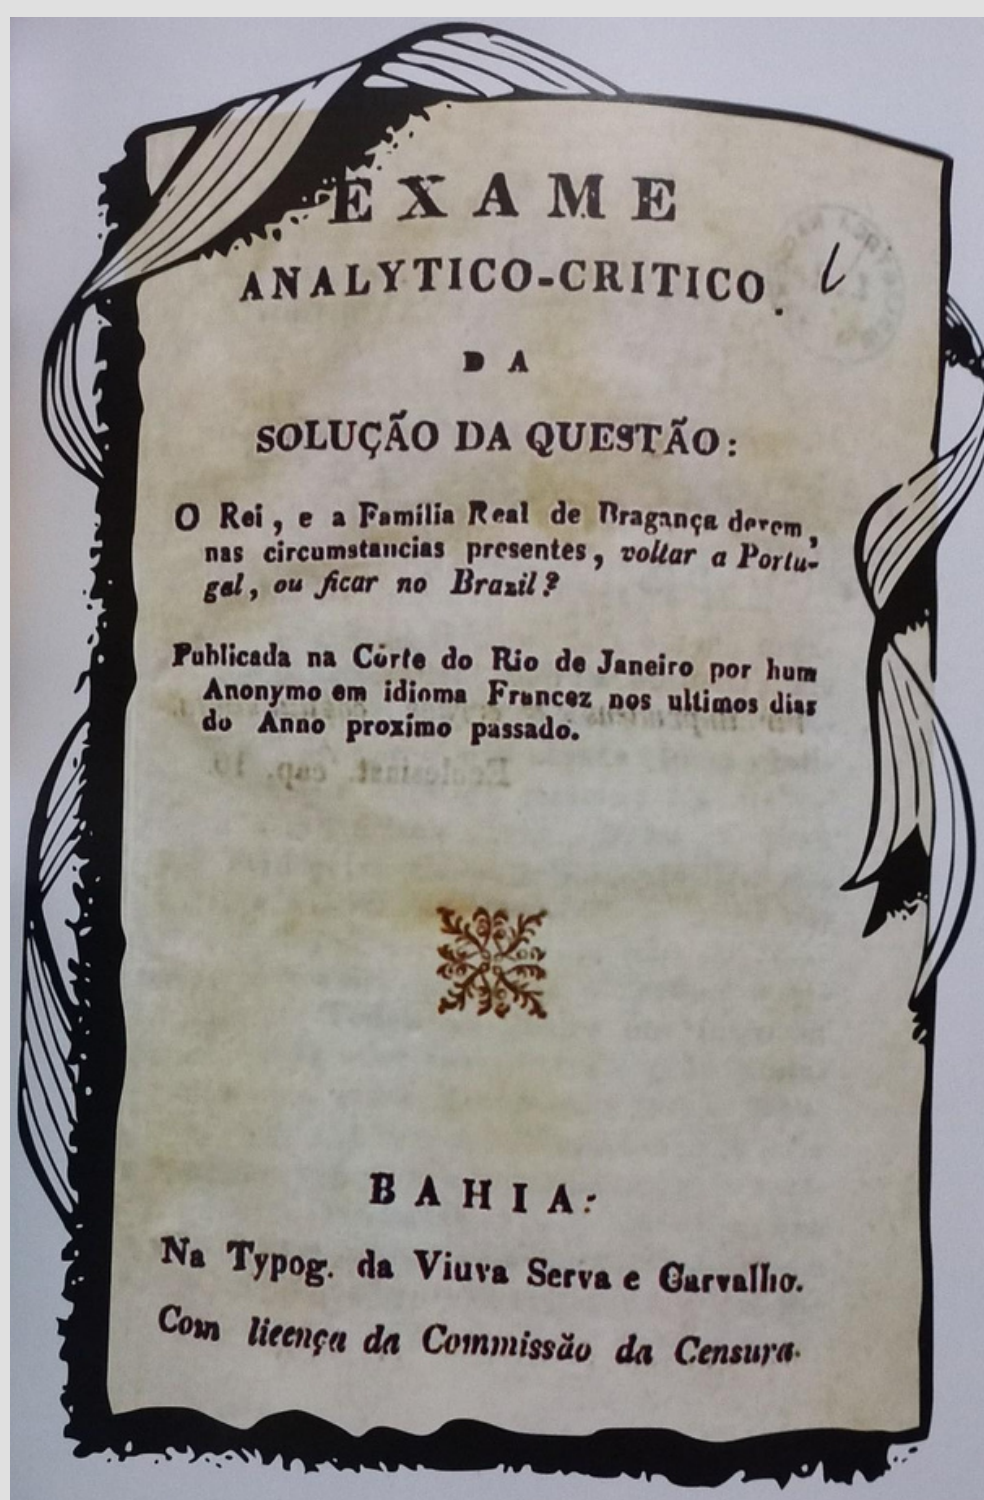 EXAME
ANALYTICO-CRITICO
DA
SOLUÇÃO DA QUESTÃO:
O Rei, e a Familia Real de Bragança devem,
nas circumstancias presentes, voltar a Portu-
gal, ou ficar no Brazil?
Publicada na Côrte do Rio de Janeiro por hum
Anonymo em idioma Francez nos ultimos dias
do Anno proximo passado.
BAHIA:
Na Typog. da Viuva Serva e Carvalho.
Com licença da Commissão da Censura.